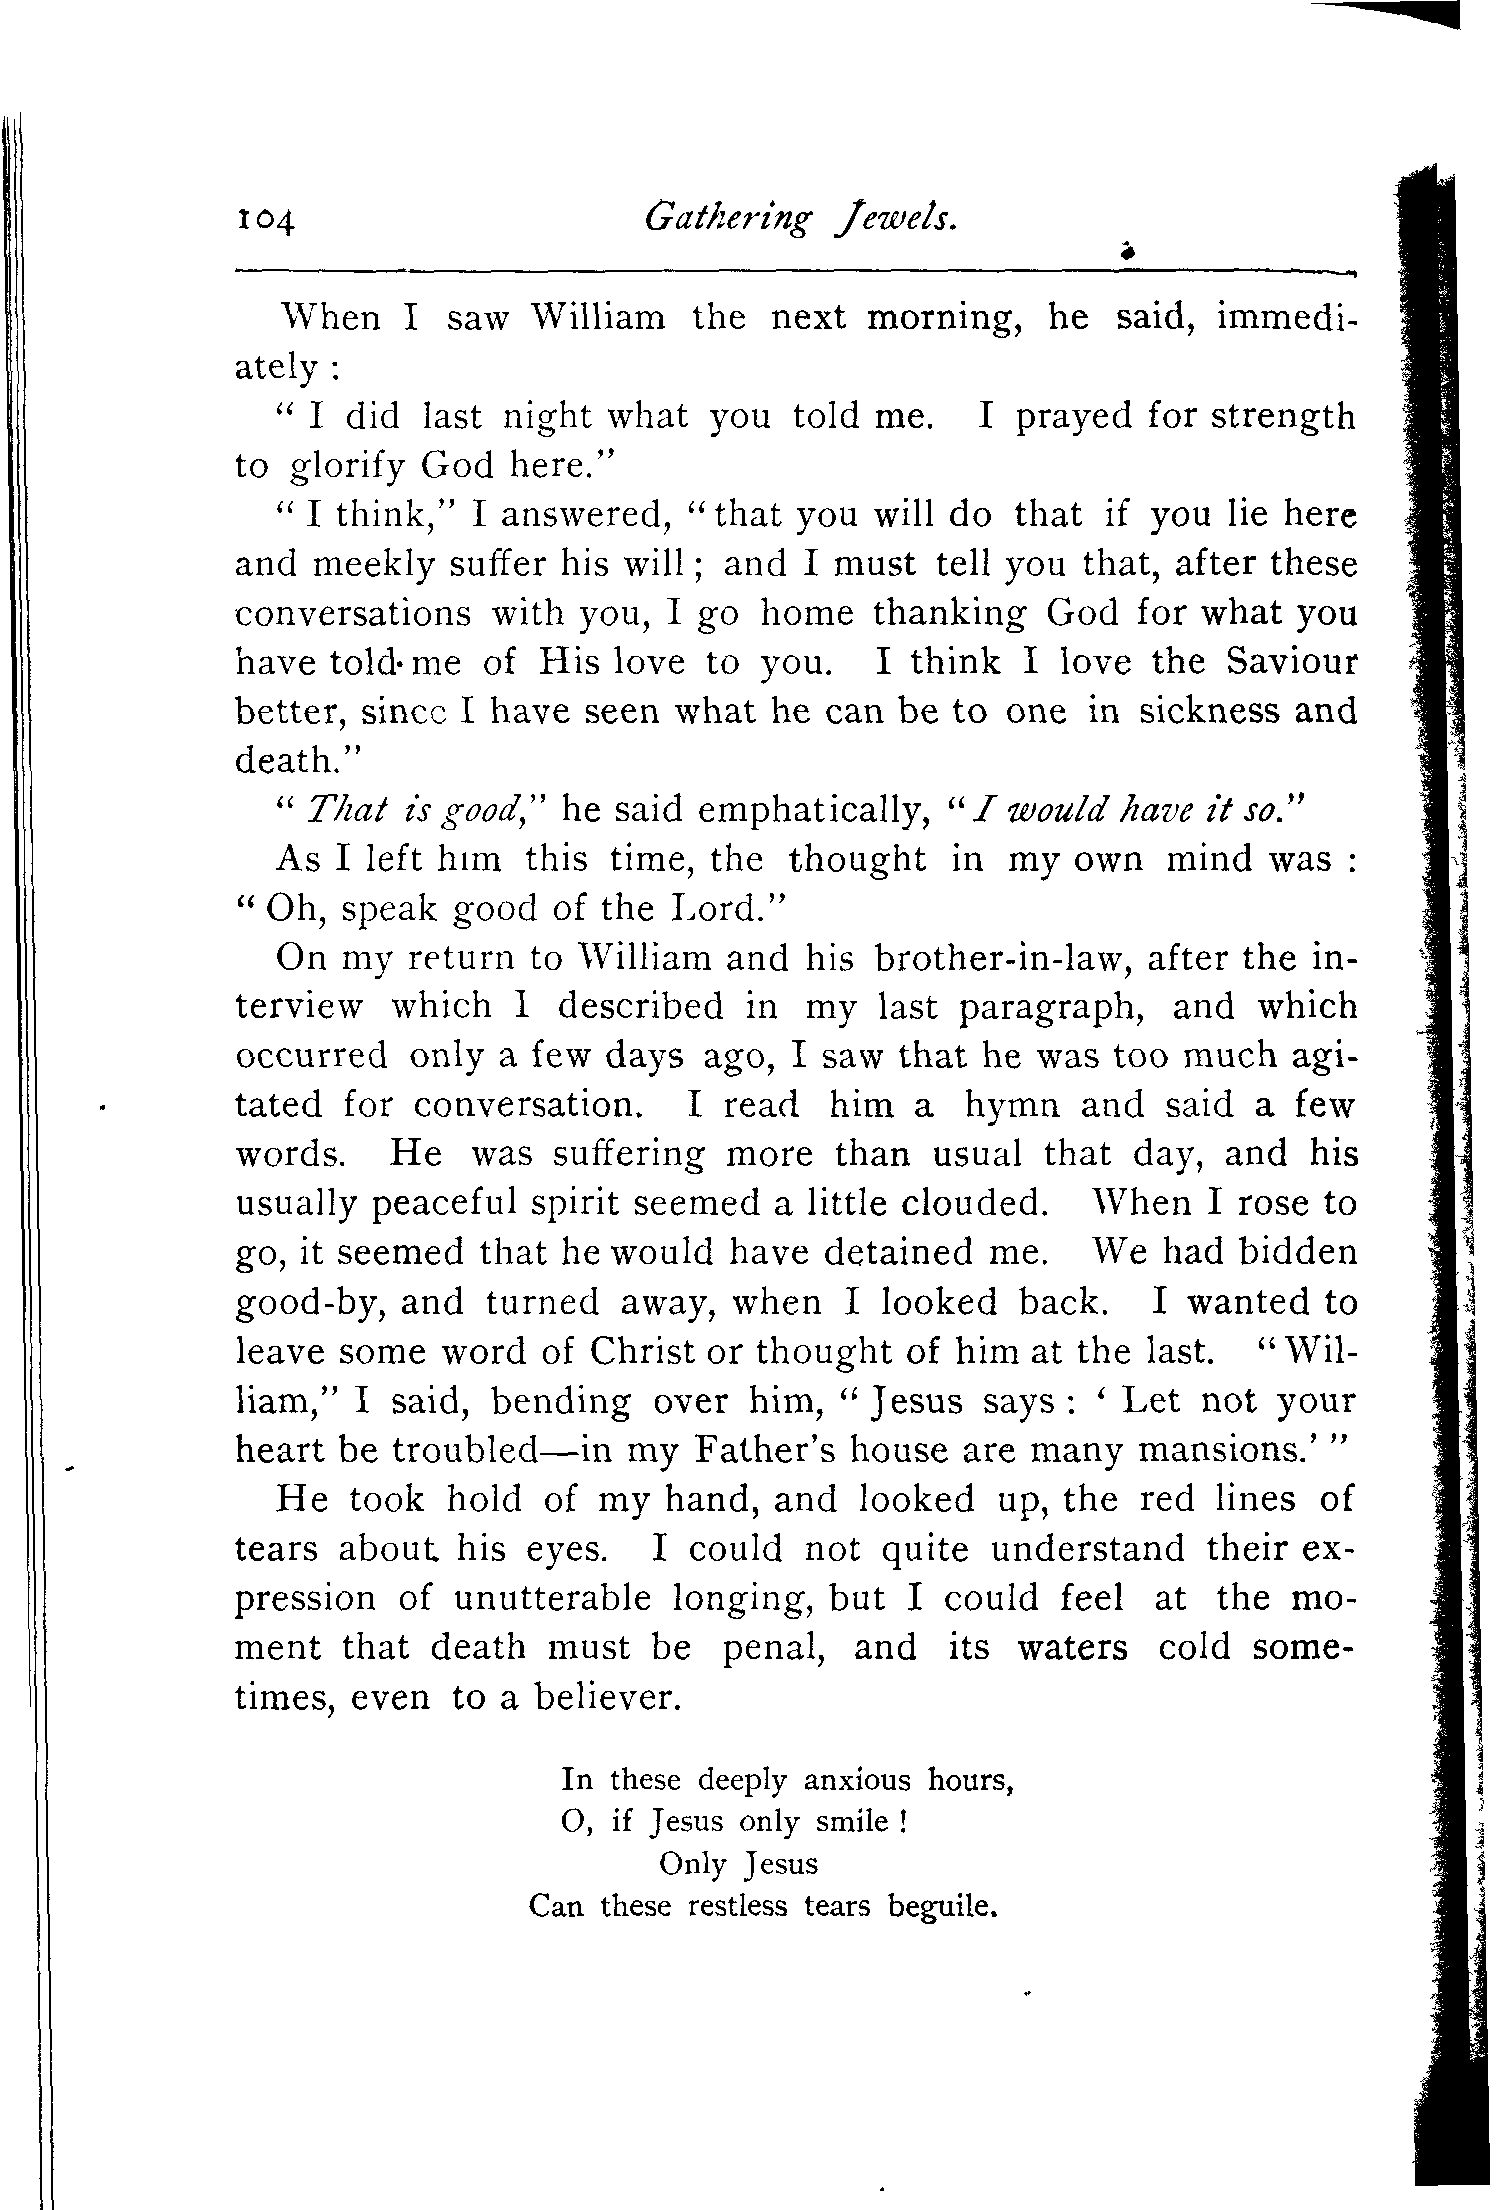 104 Gathering Jewels.
When I saw William the next morning, he said, immedi-
ately :
“ I did last night what you told me. I prayed for strength
to glorify God here.”
“ I think,” I answered, “ that you will do that if you lie here
and meekly suffer his will ; and I must tell you that, after these
conversations with you, I go home thanking God for what you
have told me of His love to you. I think I love the Saviour
better, since I have seen what he can be to one in sickness and
death.”
“ That is good,” he said emphatically, “ I would have it so.”
As I left him this time, the thought in my own mind was :
“ Oh, speak good of the Lord.”
On my return to William and his brother-in-law, after the in-
terview which I described in my last paragraph, and which
occurred only a few days ago, I saw that he was too much agi-
tated for conversation. I read him a hymn and said a few
words. He was suffering more than usual that day, and his
usually peaceful spirit seemed a little clouded. When I rose to
go, it seemed that he would have detained me. We had bidden
good-by, and turned away, when I looked back. I wanted to
leave some word of Christ or thought of him at the last. “ Wil-
liam,” I said, bending over him, “ Jesus says : ‘ Let not your
heart be troubled—in my Father’s house are many mansions.’ ”
He took hold of my hand, and looked up, the red lines of
tears about his eyes. I could not quite understand their ex-
pression of unutterable longing, but I could feel at the mo-
ment that death must be penal, and its waters cold some-
times, even to a believer.
In these deeply anxious hours,
O, if Jesus only smile !
Only Jesus
Can these restless tears beguile.